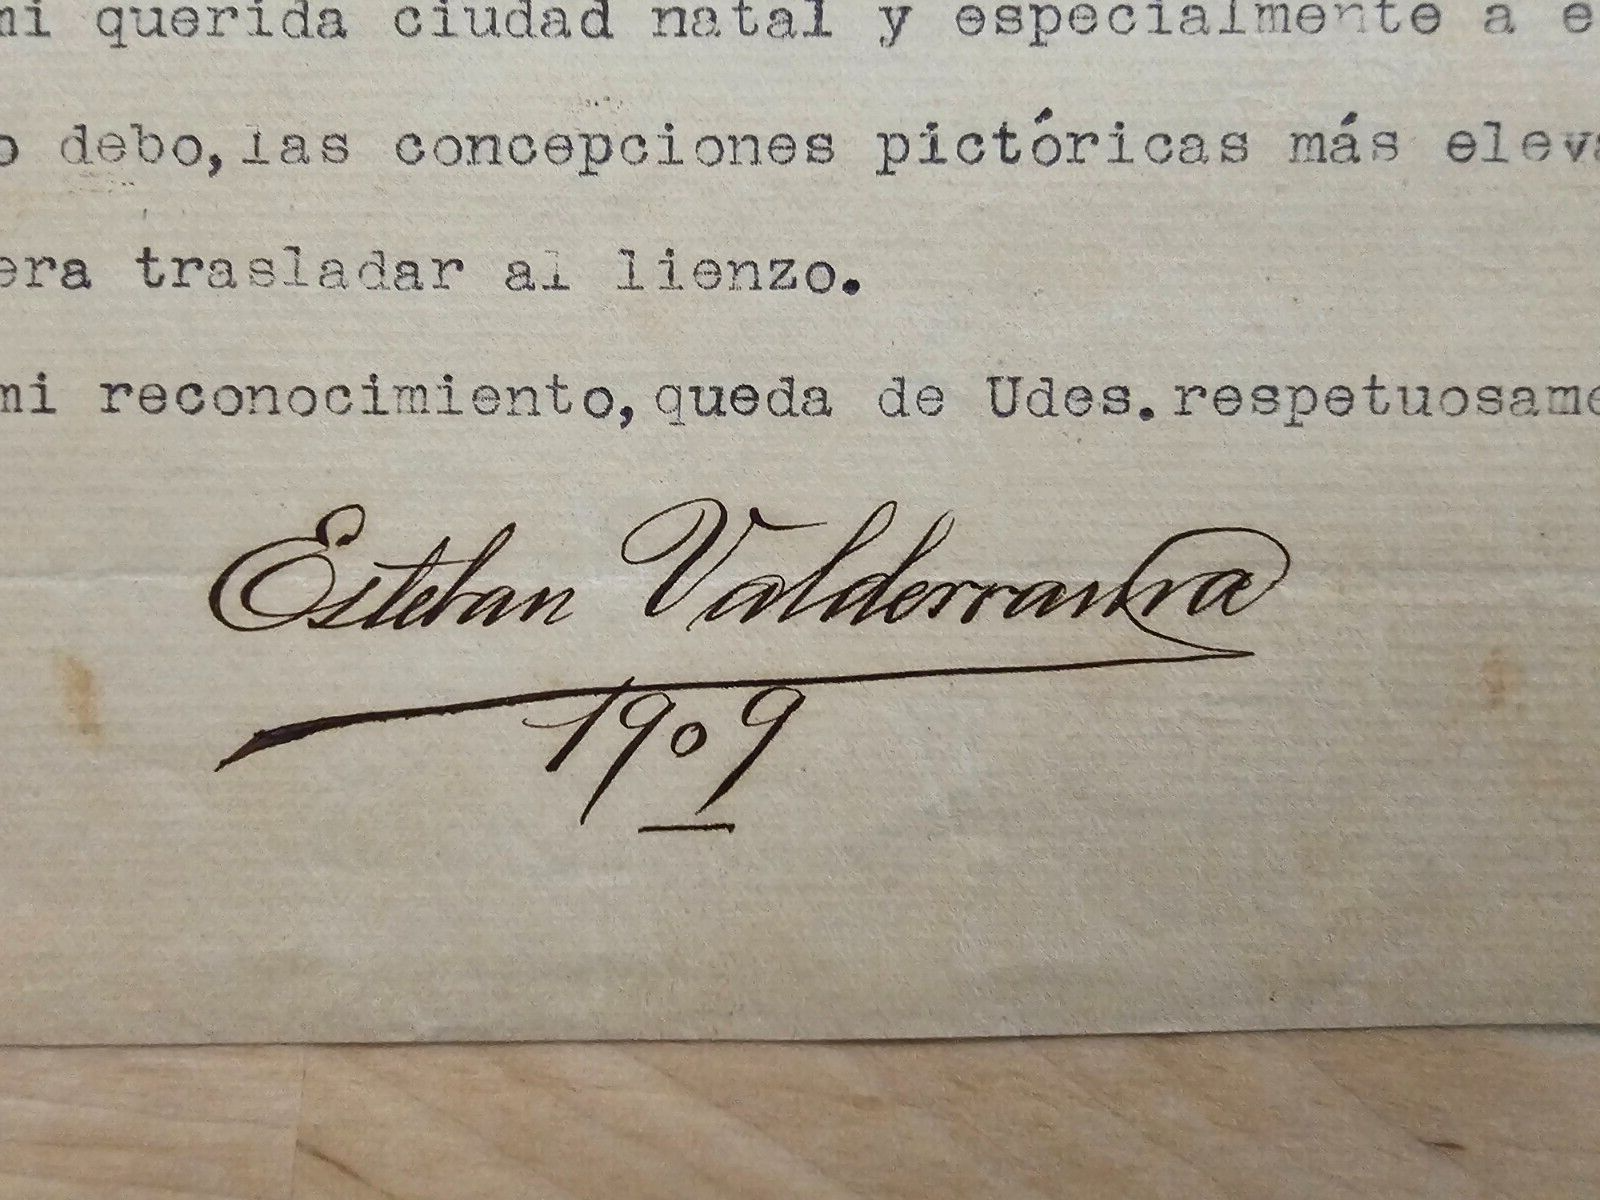 mi querida ciudad natal y especialmente a e
o debo, las concepciones pictóricas más eleva
era trasladar al lienzo.
mi reconocimiento, queda de Udes. respetuosame
Esteban Valderrama
1909